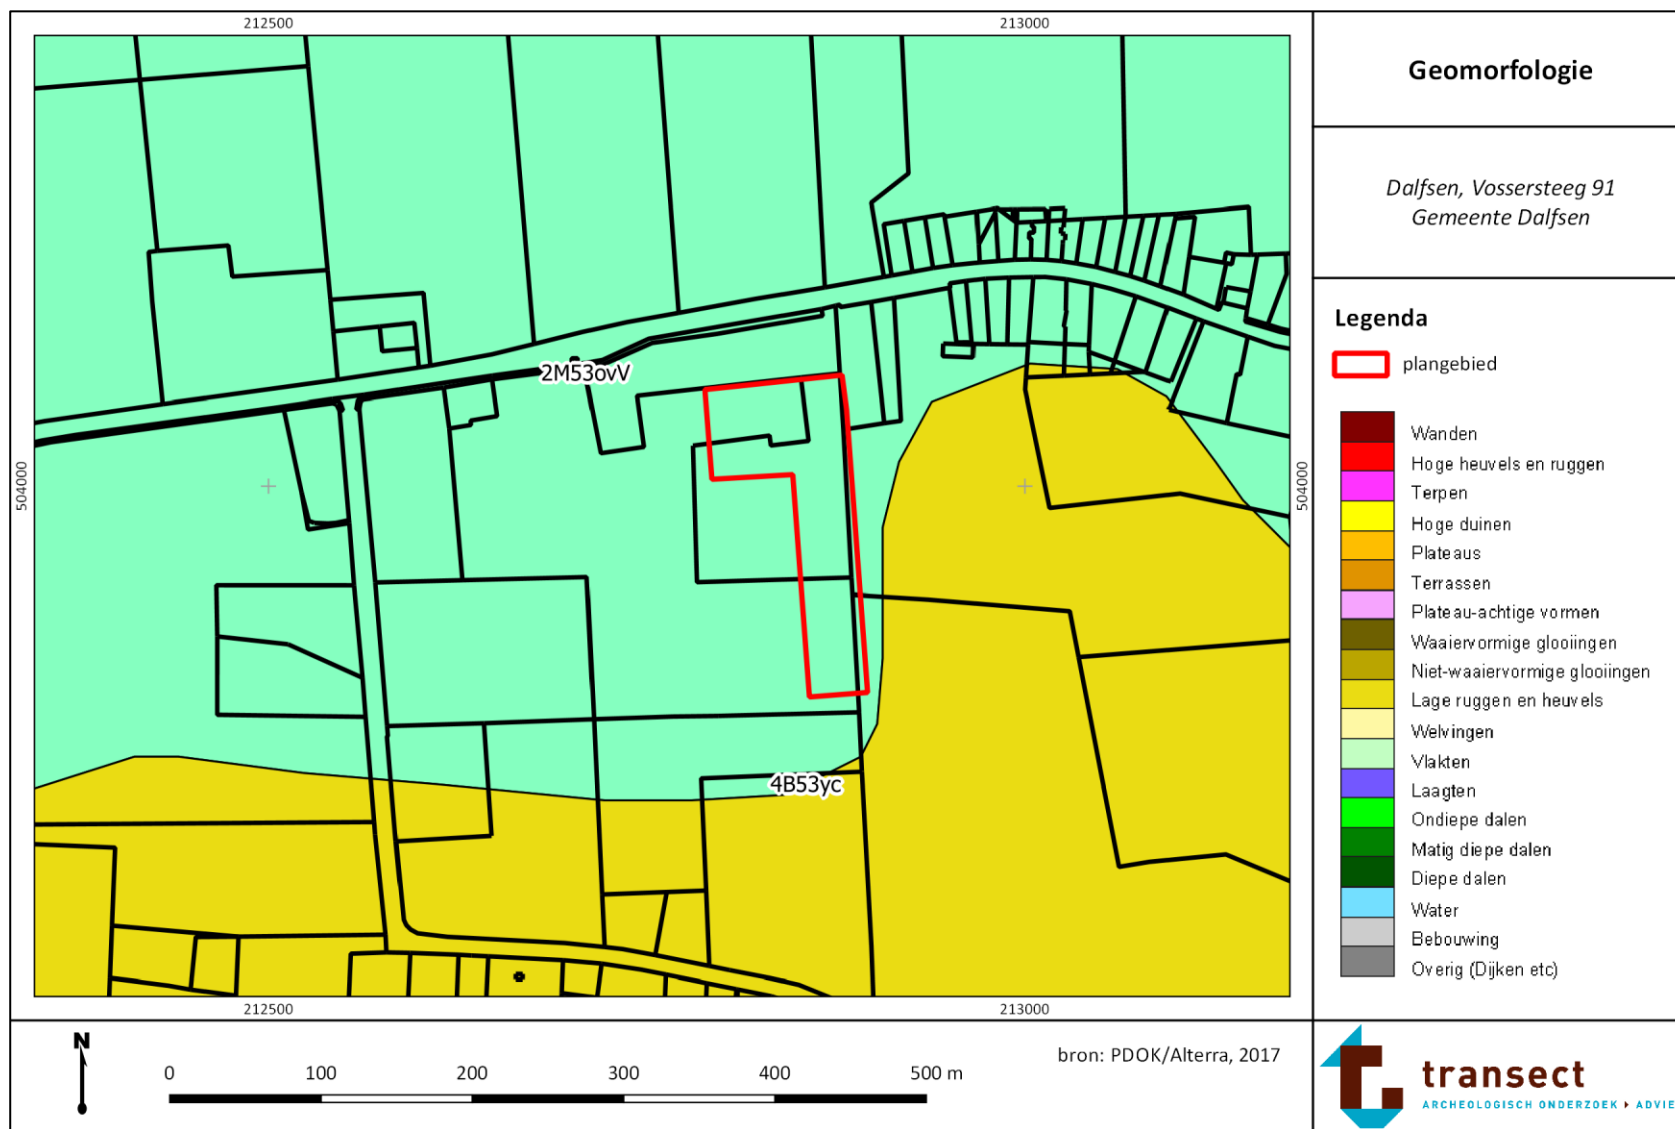 212500
213000
504000
504000
2M53ovV
4B53yc
212500
213000
Geomorfologie
Dalfsen, Vossersteeg 91
Gemeente Dalfsen
Legenda
plangebied
Wanden
Hoge heuvels en ruggen
Terpen
Hoge duinen
Plateaus
Terrassen
Plateau-achtige vormen
Waaiervormige glooiingen
Niet-waaiervormige glooiingen
Lage ruggen en heuvels
Welvingen
Vlakten
Laagten
Ondiepe dalen
Matig diepe dalen
Diepe dalen
Water
Bebouwing
Overig (Dijken etc)
N
0 100 200 300 400 500 m
bron: PDOK/Alterra, 2017
transect
ARCHEOLOGISCH ONDERZOEK ▸ ADVIE